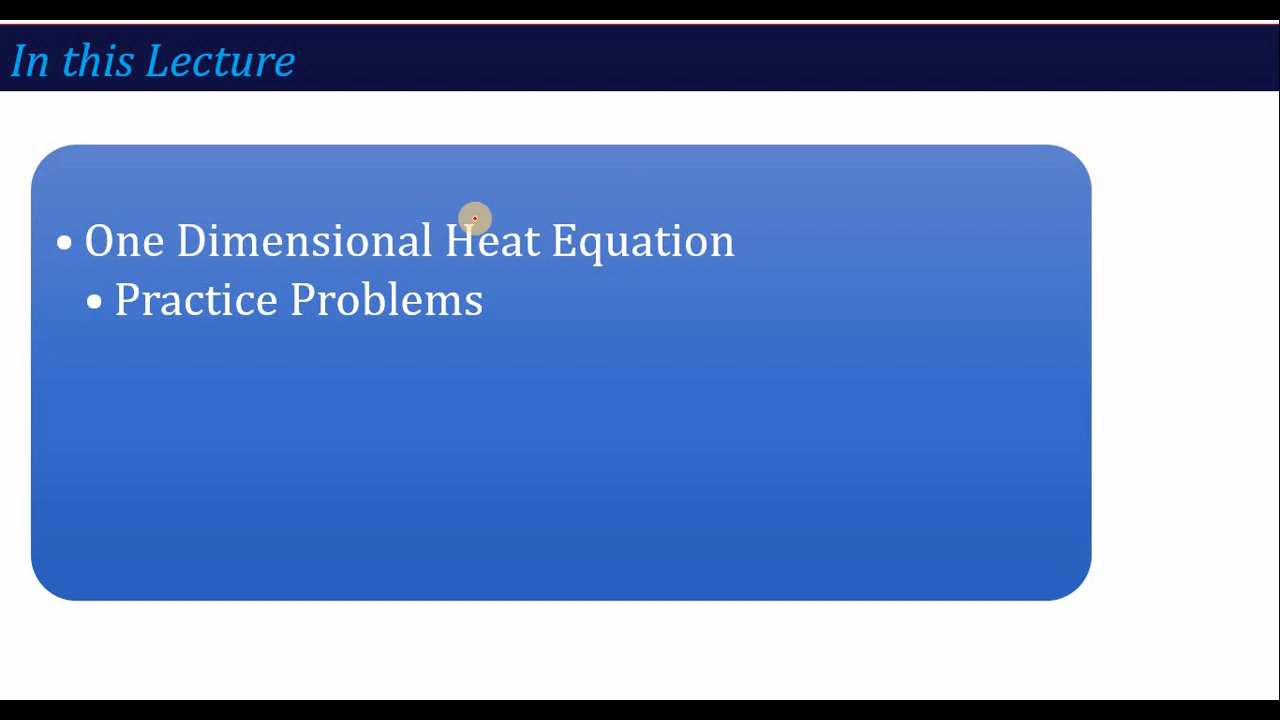 In this Lecture
• One Dimensional Heat Equation
• Practice Problems